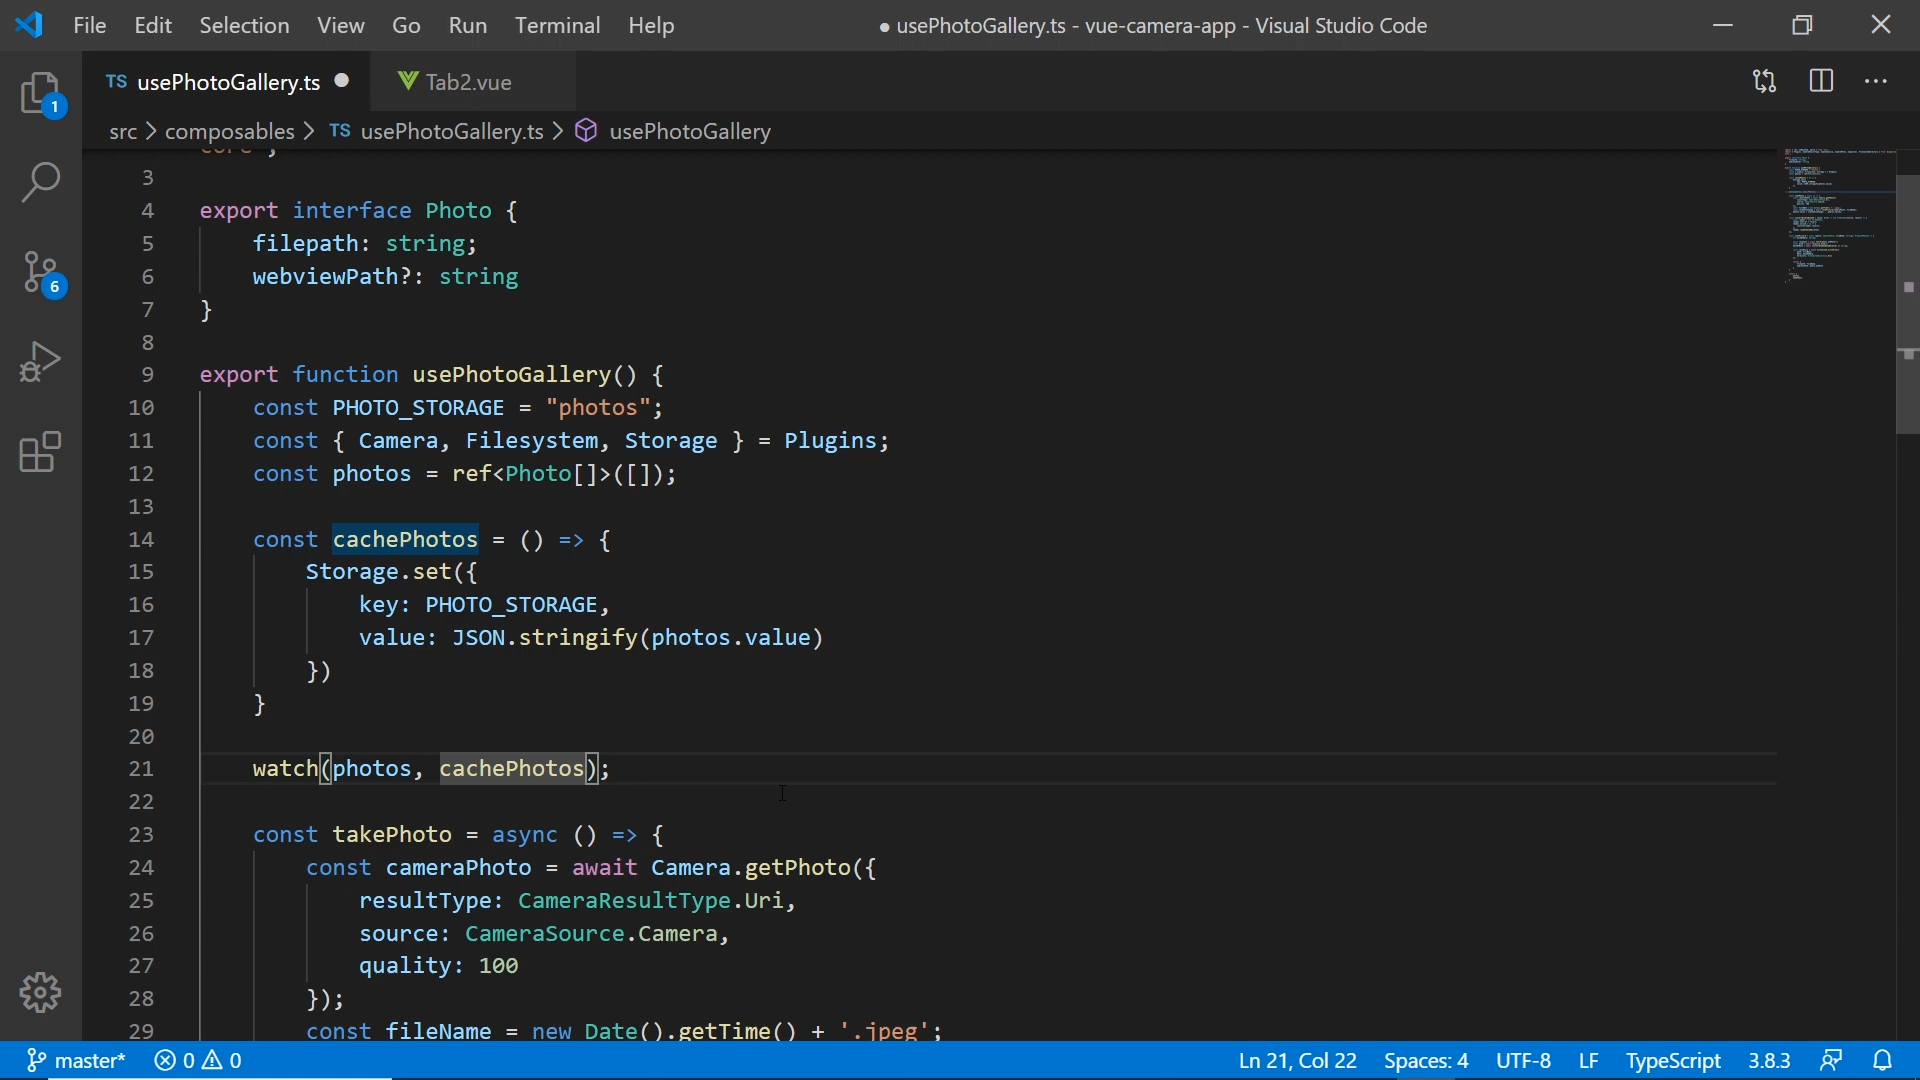 File Edit Selection View Go Run Terminal Help
● usePhotoGallery.ts - vue-camera-app - Visual Studio Code
TS usePhotoGallery.ts ●
Tab2.vue
1
src > composables > TS usePhotoGallery.ts > usePhotoGallery
core';
3
4 export interface Photo {
5 filepath: string;
6 webviewPath?: string
7 }
8
9 export function usePhotoGallery() {
10 const PHOTO_STORAGE = "photos";
11 const { Camera, Filesystem, Storage } = Plugins;
12 const photos = ref<Photo[]>([]);
13
14 const cachePhotos = () => {
15 Storage.set({
16 key: PHOTO_STORAGE,
17 value: JSON.stringify(photos.value)
18 })
19 }
20
21 watch(photos, cachePhotos);
22
23 const takePhoto = async () => {
24 const cameraPhoto = await Camera.getPhoto({
25 resultType: CameraResultType.Uri,
26 source: CameraSource.Camera,
27 quality: 100
28 });
29 const fileName = new Date().getTime() + '.jpeg';
6
master* 0 0
Ln 21, Col 22 Spaces: 4 UTF-8 LF TypeScript 3.8.3